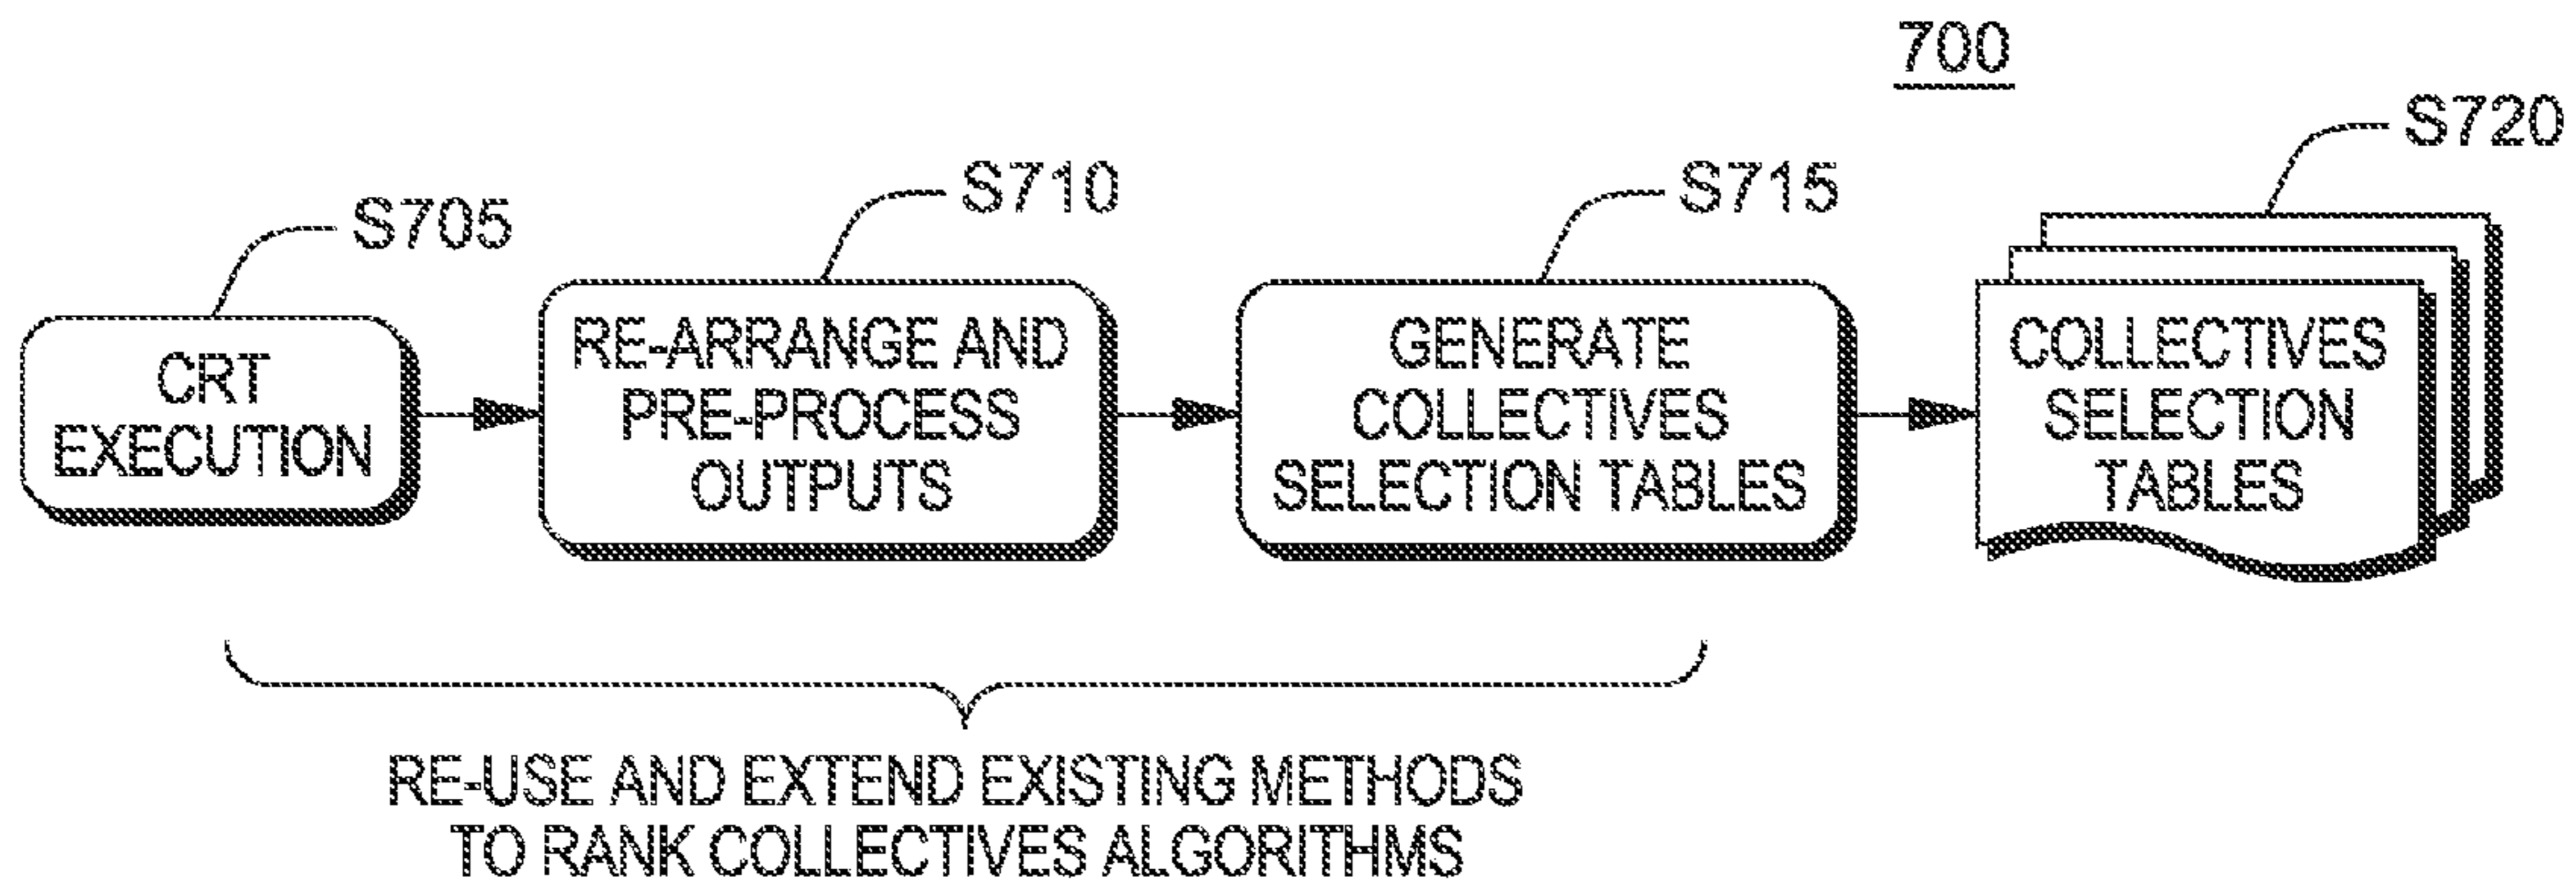 700
S705
S710
S715
S720
CRT
EXECUTION
RE-ARRANGE AND
PRE-PROCESS
OUTPUTS
GENERATE
COLLECTIVES
SELECTION TABLES
COLLECTIVES
SELECTION
TABLES
RE-USE AND EXTEND EXISTING METHODS
TO RANK COLLECTIVES ALGORITHMS